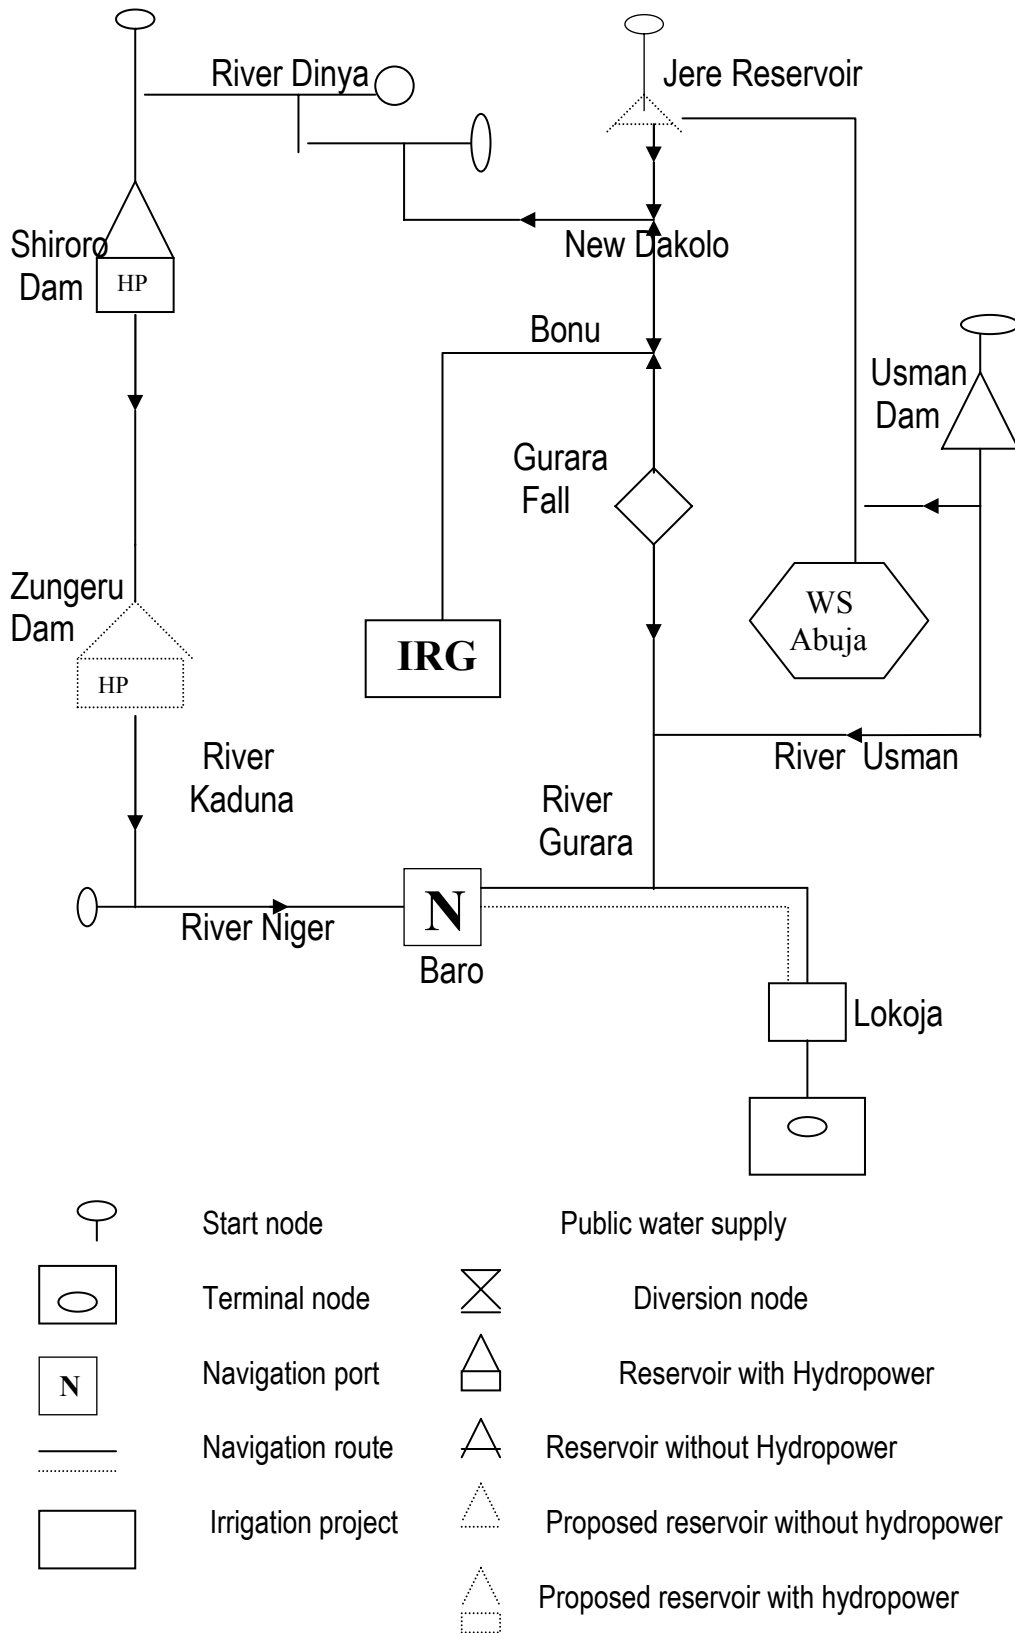 River Dinya
Jere Reservoir
Shiroro
Dam
HP
New Dakolo
Bonu
Usman
Dam
Gurara
Fall
Zungeru
Dam
HP
IRG
WS
Abuja
River
Kaduna
River
Gurara
River Usman
River Niger
N
Baro
Lokoja
Start node
Public water supply
Terminal node
Diversion node
N
Navigation port
Reservoir with Hydropower
Navigation route
Reservoir without Hydropower
Irrigation project
Proposed reservoir without hydropower
Proposed reservoir with hydropower